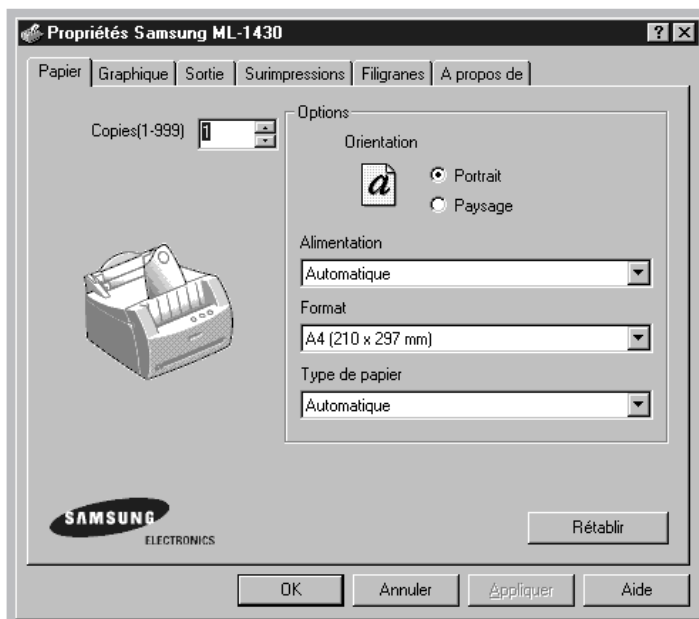 Propriétés Samsung ML-1430
Papier
Graphique
Sortie
Surimpressions
Filigranes
A propos de
Copies(1-999)
1
Options
Orientation
a
Portrait
Paysage
Alimentation
Automatique
Format
A4 (210 x 297 mm)
Type de papier
Automatique
SAMSUNG
ELECTRONICS
Rétablir
OK
Annuler
Appliquer
Aide